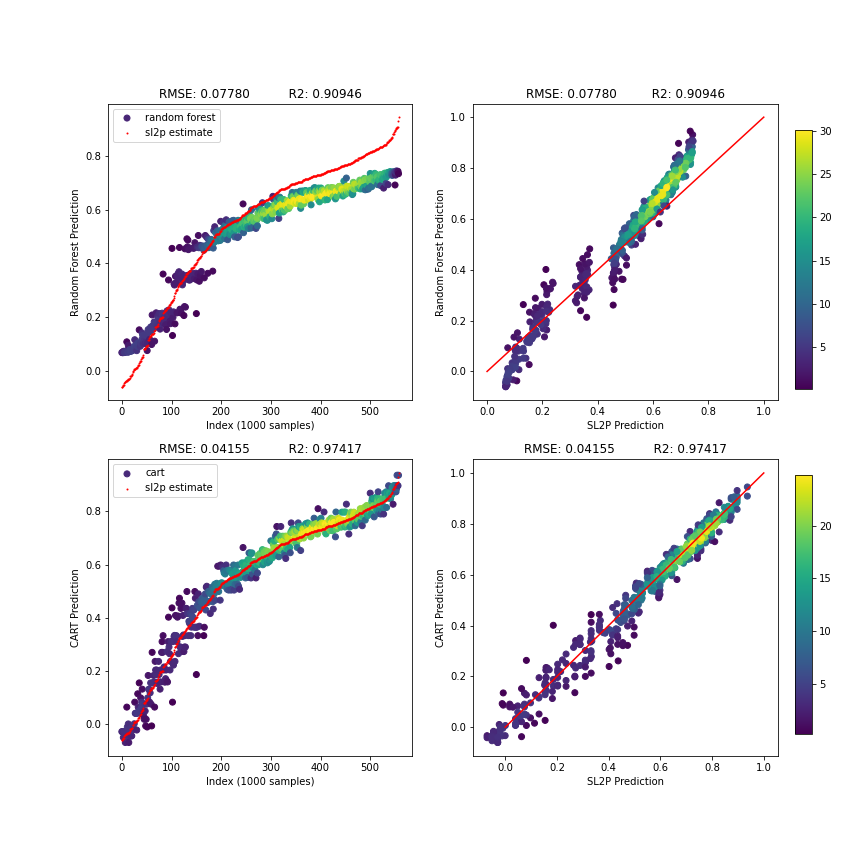 RMSE: 0.07780 R2: 0.90946
random forest
sl2p estimate
Random Forest Prediction
0.8
0.6
0.4
0.2
0.0
0 100 200 300 400 500
Index (1000 samples)
RMSE: 0.07780 R2: 0.90946
Random Forest Prediction
1.0
0.8
0.6
0.4
0.2
0.0
0.0 0.2 0.4 0.6 0.8 1.0
SL2P Prediction
30
25
20
15
10
5
RMSE: 0.04155 R2: 0.97417
cart
sl2p estimate
CART Prediction
0.8
0.6
0.4
0.2
0.0
0 100 200 300 400 500
Index (1000 samples)
RMSE: 0.04155 R2: 0.97417
CART Prediction
1.0
0.8
0.6
0.4
0.2
0.0
0.0 0.2 0.4 0.6 0.8 1.0
SL2P Prediction
20
15
10
5